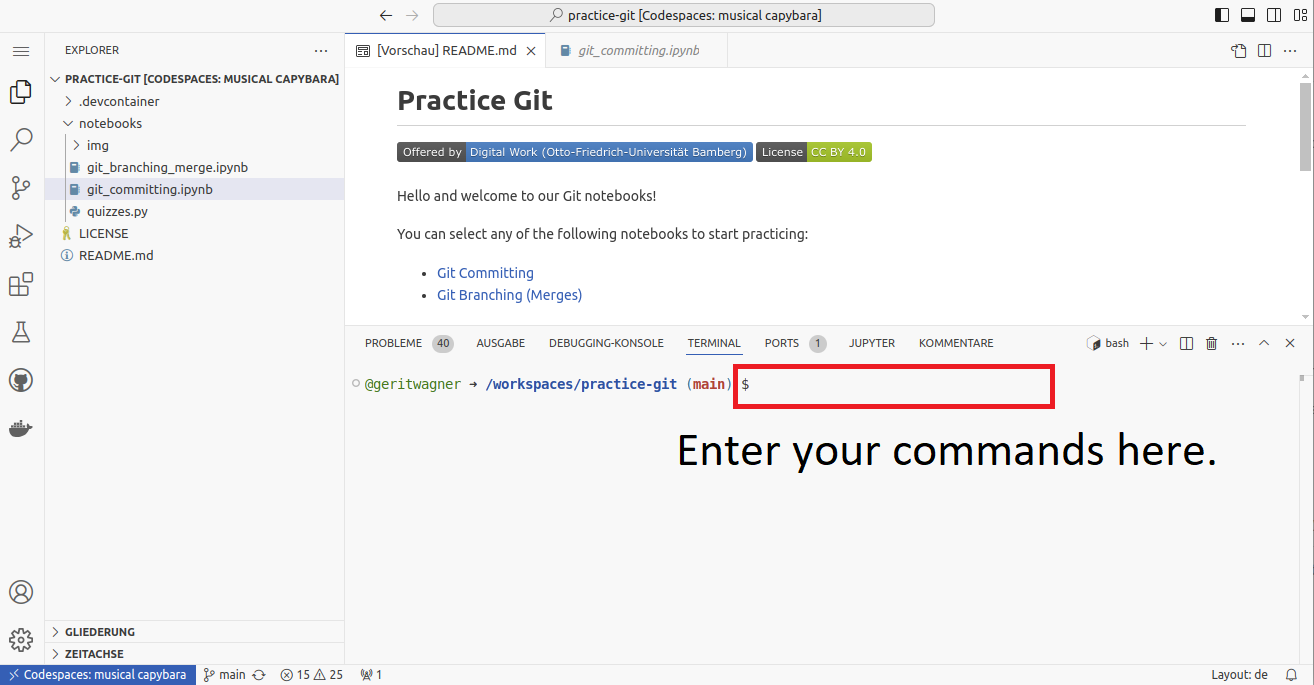 practice-git [Codespaces: musical capybara]
EXPLORER
PRACTICE-GIT [CODESPACES: MUSICAL CAPYBARA]
.devcontainer
notebooks
img
git_branching_merge.ipynb
git_committing.ipynb
quizzes.py
LICENSE
README.md
GLIEDERUNG
ZEITACHSE
[Vorschau] README.md
git_committing.ipynb
Practice Git
Offered by Digital Work (Otto-Friedrich-Universität Bamberg) License CC BY 4.0
Hello and welcome to our Git notebooks!
You can select any of the following notebooks to start practicing:
• Git Committing
• Git Branching (Merges)
PROBLEME 40 AUSGABE DEBUGGING-KONSOLE TERMINAL PORTS 1 JUPYTER KOMMENTARE bash
@geritwagner ➜ /workspaces/practice-git (main) $
Enter your commands here.
Codespaces: musical capybara main 15 25 1 Layout: de